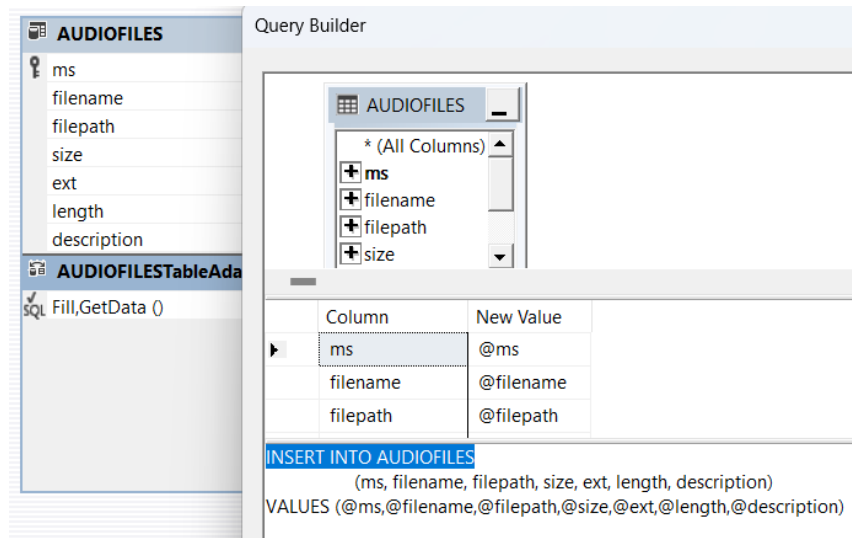 AUDIOFILES
ms
filename
filepath
size
ext
length
description
AUDIOFILESTableAda
SQL Fill,GetData ()
Query Builder
AUDIOFILES
* (All Columns)
ms
filename
filepath
size
Column New Value
ms @ms
filename @filename
filepath @filepath
INSERT INTO AUDIOFILES
(ms, filename, filepath, size, ext, length, description)
VALUES (@ms,@filename,@filepath,@size,@ext,@length,@description)